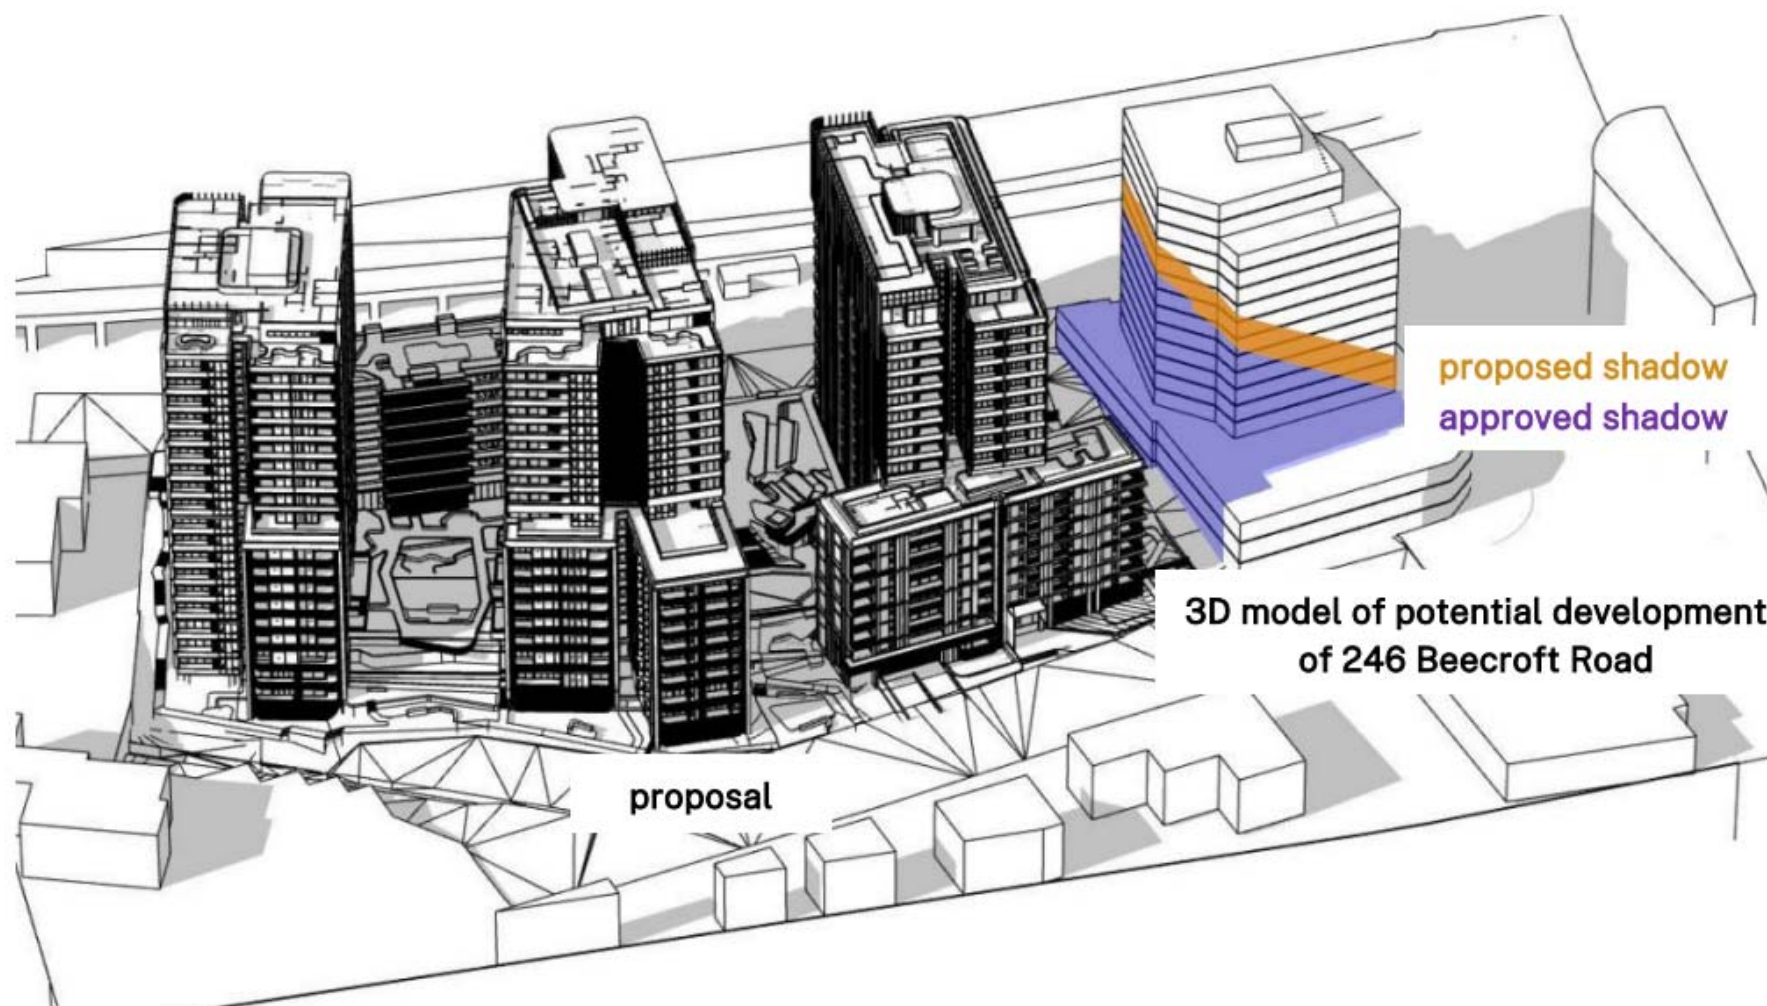 proposed shadow
approved shadow
3D model of potential development
of 246 Beecroft Road
proposal